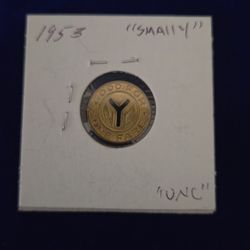 1953 "SMAllY"
GOOD FOR
Y
ONE FARE
"UNC"